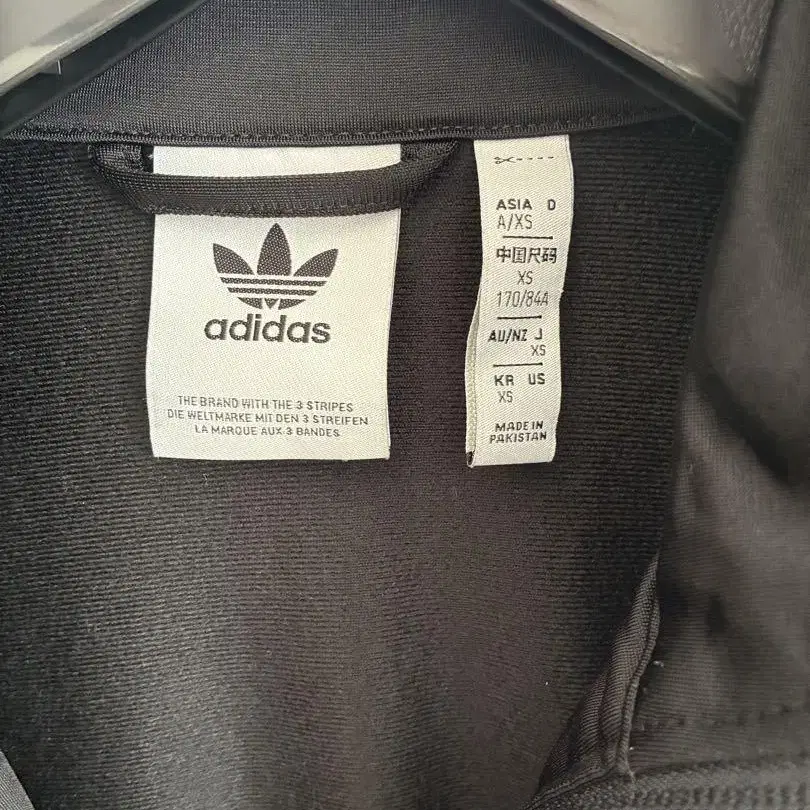 adidas
THE BRAND WITH THE 3 STRIPES
DIE WELTMARKE MIT DEN 3 STREIFEN
LA MARQUE AUX 3 BANDES
ASIA D
A/XS
中国尺码
XS
170/84A
AU/NZ J
XS
KR US
XS
MADE IN
PAKISTAN